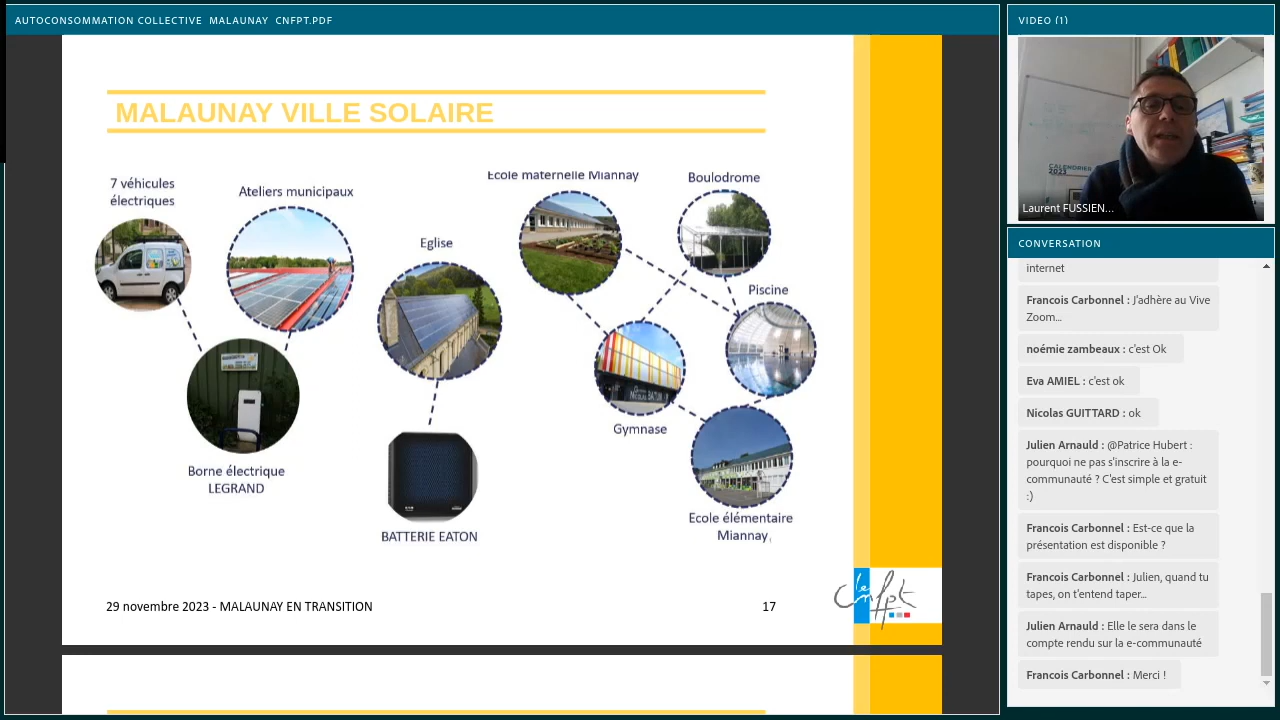 AUTOCONSOMMATION COLLECTIVE MALAUNAY CNFPT.PDF
MALAUNAY VILLE SOLAIRE
7 véhicules
électriques
Ateliers municipaux
Eglise
Ecole maternelle Miannay
Boulodrome
Piscine
Gymnase
Borne électrique
LEGRAND
BATTERIE EATON
Ecole élémentaire
Miannay
29 novembre 2023 - MALAUNAY EN TRANSITION
17
le cnfpt
VIDEO (1)
CALENDRIER
2023
Laurent FUSSIEN...
CONVERSATION
internet
Francois Carbonnel : J'adhère au Vive
Zoom...
noémie zambeaux : c'est Ok
Eva AMIEL : c'est ok
Nicolas GUITTARD : ok
Julien Arnauld : @Patrice Hubert :
pourquoi ne pas s'inscrire à la e-
communauté ? C'est simple et gratuit
:)
Francois Carbonnel : Est-ce que la
présentation est disponible ?
Francois Carbonnel : Julien, quand tu
tapes, on t'entend taper...
Julien Arnauld : Elle le sera dans le
compte rendu sur la e-communauté
Francois Carbonnel : Merci !